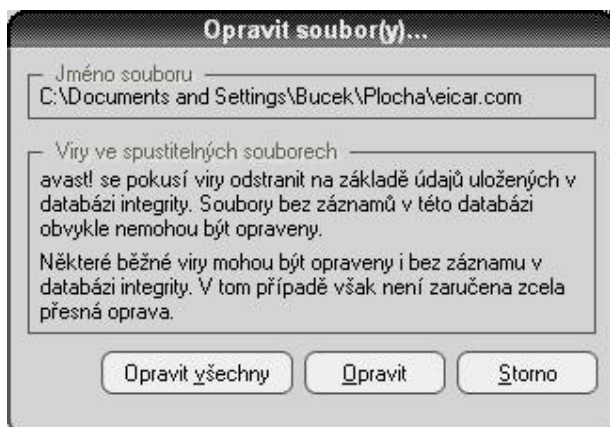 Opravit soubor(y)...
Jméno souboru
C:\Documents and Settings\Bucek\Plocha\eicar.com
Viry ve spustitelných souborech
avast! se pokusí viry odstranit na základě údajů uložených v
databázi integrity. Soubory bez záznamů v této databázi
obvykle nemohou být opraveny.
Některé běžné viry mohou být opraveny i bez záznamu v
databázi integrity. V tom případě však není zaručena zcela
přesná oprava.
Opravit všechny Opravit Storno